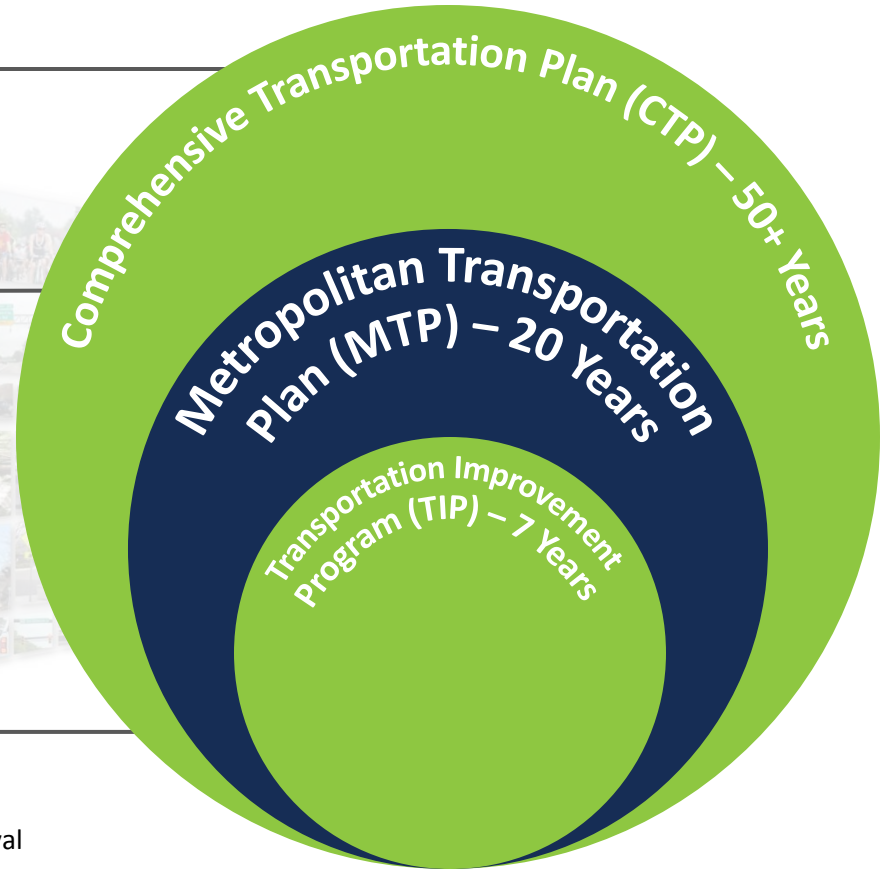 Comprehensive Transportation Plan (CTP) – 50+ Years
Metropolitan Transportation
Plan (MTP) – 20 Years
Transportation Improvement
Program (TIP) – 7 Years